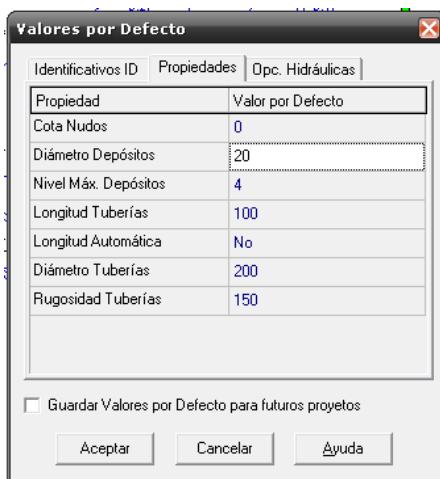 Valores por Defecto
Identificativos ID Propiedades Opc. Hidráulicas
Propiedad Valor por Defecto
Cota Nudos 0
Diámetro Depósitos 20
Nivel Máx. Depósitos 4
Longitud Tuberías 100
Longitud Automática No
Diámetro Tuberías 200
Rugosidad Tuberías 150
Guardar Valores por Defecto para futuros proyetos
Aceptar Cancelar Ayuda